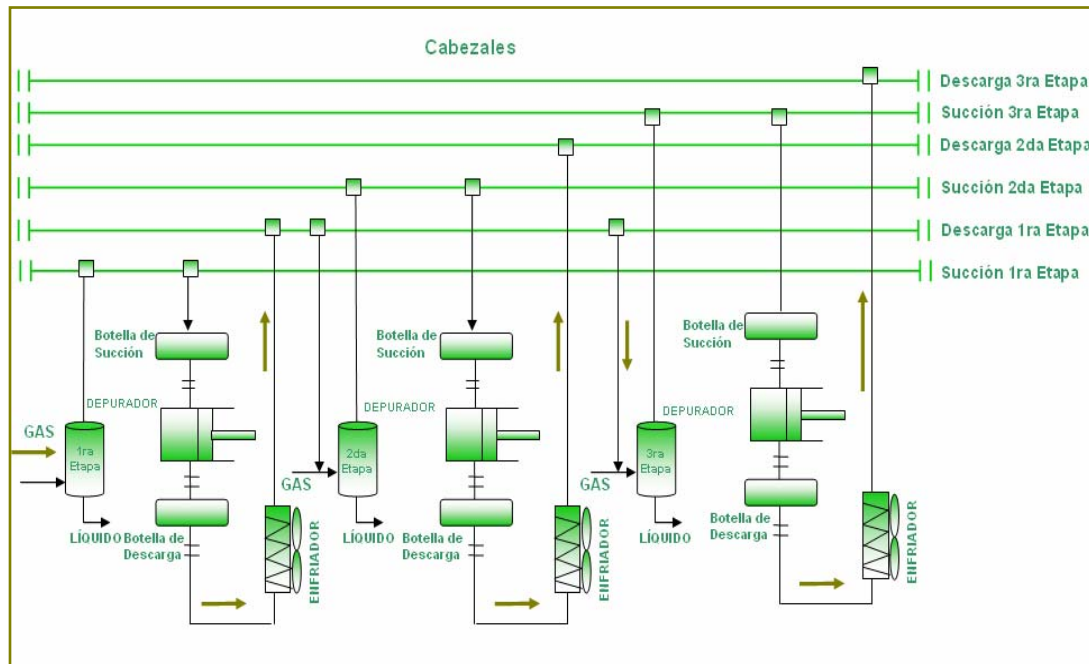 Cabezales
Descarga 3ra Etapa
Succión 3ra Etapa
Descarga 2da Etapa
Succión 2da Etapa
Descarga 1ra Etapa
Succión 1ra Etapa
Botella de
Succión
DEPURADOR
GAS
1ra
Etapa
LÍQUIDO
Botella de
Descarga
ENFRIADOR
Botella de
Succión
DEPURADOR
GAS
2da
Etapa
LÍQUIDO
Botella de
Descarga
ENFRIADOR
Botella de
Succión
DEPURADOR
GAS
3ra
Etapa
LÍQUIDO
Botella de
Descarga
ENFRIADOR